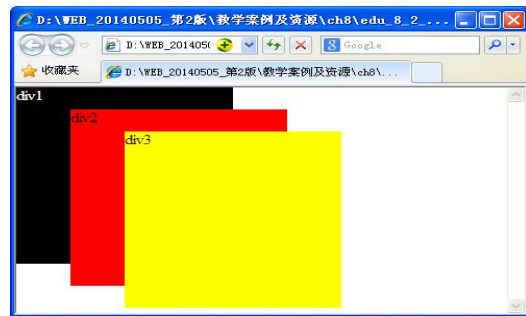 D:\WEB_20140505_第2版\教学案例及资源\ch8\edu_8_2_...
D:\WEB_201405( Google
收藏夹 D:\WEB_20140505_第2版\教学案例及资源\ch8\...
div1
div2
div3